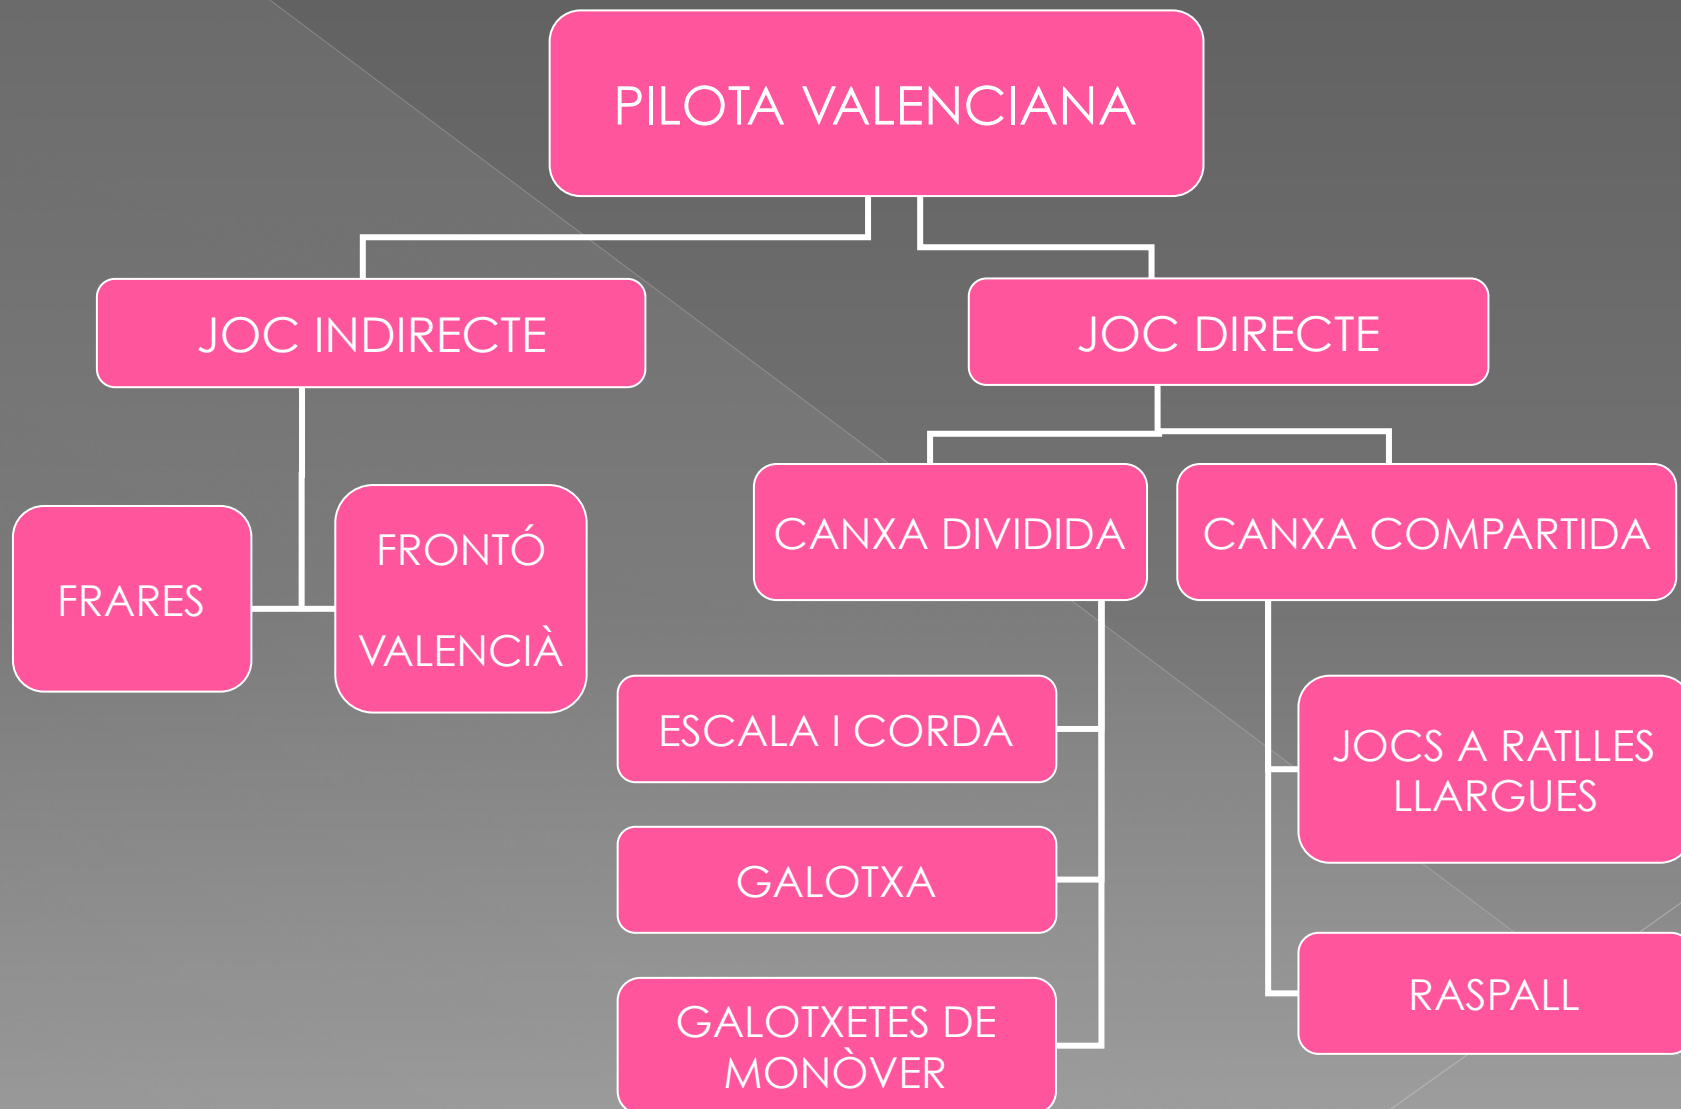 PILOTA VALENCIANA
JOC INDIRECTE
JOC DIRECTE
FRARES
FRONTÓ
VALENCIÀ
CANXA DIVIDIDA
CANXA COMPARTIDA
ESCALA I CORDA
GALOTXA
GALOTXETES DE
MONÒVER
JOCS A RATLLES
LLARGUES
RASPALL